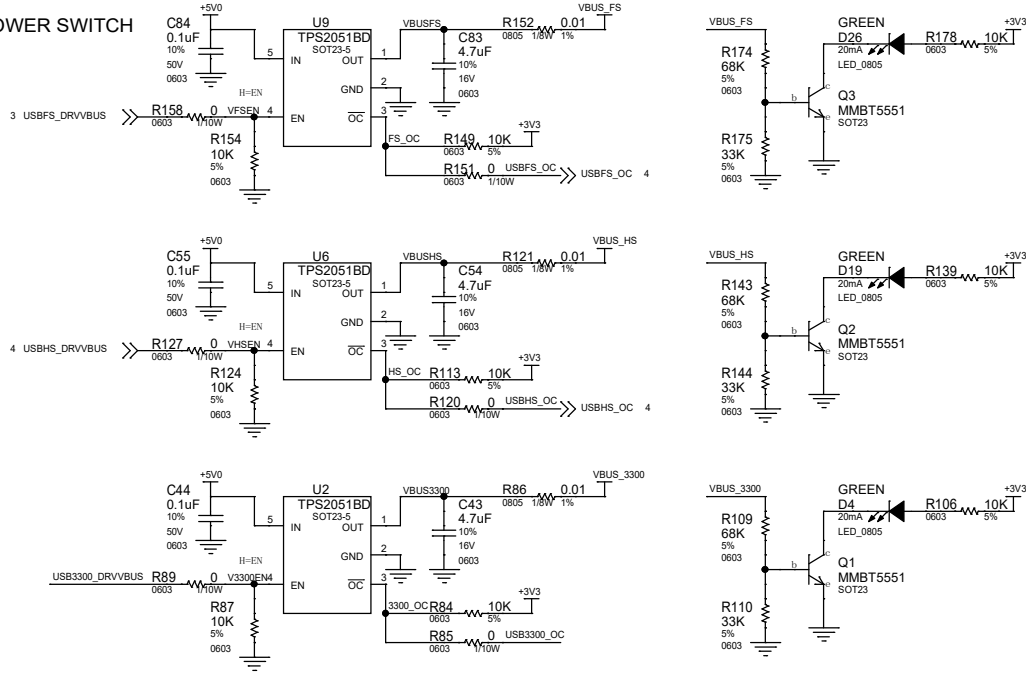 OWER SWITCH
+5V0
C84
0.1uF
10%
50V
0603
U9
TPS2051BD
SOT23-5
5 IN
OUT 1
GND 2
EN 4
OC 3
H=EN
3 USBFS_DRVVBUS
R158 0
0603 1/10W
VFSEN
R154
10K
5%
0603
VBUSFS
C83
4.7uF
10%
16V
0603
R152 0.01
0805 1/8W 1%
VBUS_FS
+3V3
FS_OC
R149 10K
0603 5%
R151 0
0603 1/10W
USBFS_OC
USBFS_OC 4
VBUS_FS
R174
68K
5%
0603
R175
33K
5%
0603
GREEN
D26
20mA
LED_0805
R178 10K
0603 5%
+3V3
b
c
e
Q3
MMBT5551
SOT23
+5V0
C55
0.1uF
10%
50V
0603
U6
TPS2051BD
SOT23-5
5 IN
OUT 1
GND 2
EN 4
OC 3
H=EN
4 USBHS_DRVVBUS
R127 0
0603 1/10W
VHSEN
R124
10K
5%
0603
VBUSHS
C54
4.7uF
10%
16V
0603
R121 0.01
0805 1/8W 1%
VBUS_HS
+3V3
HS_OC
R113 10K
0603 5%
R120 0
0603 1/10W
USBHS_OC
USBHS_OC 4
VBUS_HS
R143
68K
5%
0603
R144
33K
5%
0603
GREEN
D19
20mA
LED_0805
R139 10K
0603 5%
+3V3
b
c
e
Q2
MMBT5551
SOT23
+5V0
C44
0.1uF
10%
50V
0603
U2
TPS2051BD
SOT23-5
5 IN
OUT 1
GND 2
EN 4
OC 3
H=EN
USB3300_DRVVBUS
R89 0
0603 1/10W
V3300EN
R87
10K
5%
0603
VBUS3300
C43
4.7uF
10%
16V
0603
R86 0.01
0805 1/8W 1%
VBUS_3300
+3V3
3300_OC
R84 10K
0603 5%
R85 0
0603 1/10W
USB3300_OC
VBUS_3300
R109
68K
5%
0603
R110
33K
5%
0603
GREEN
D4
20mA
LED_0805
R106 10K
0603 5%
+3V3
b
c
e
Q1
MMBT5551
SOT23